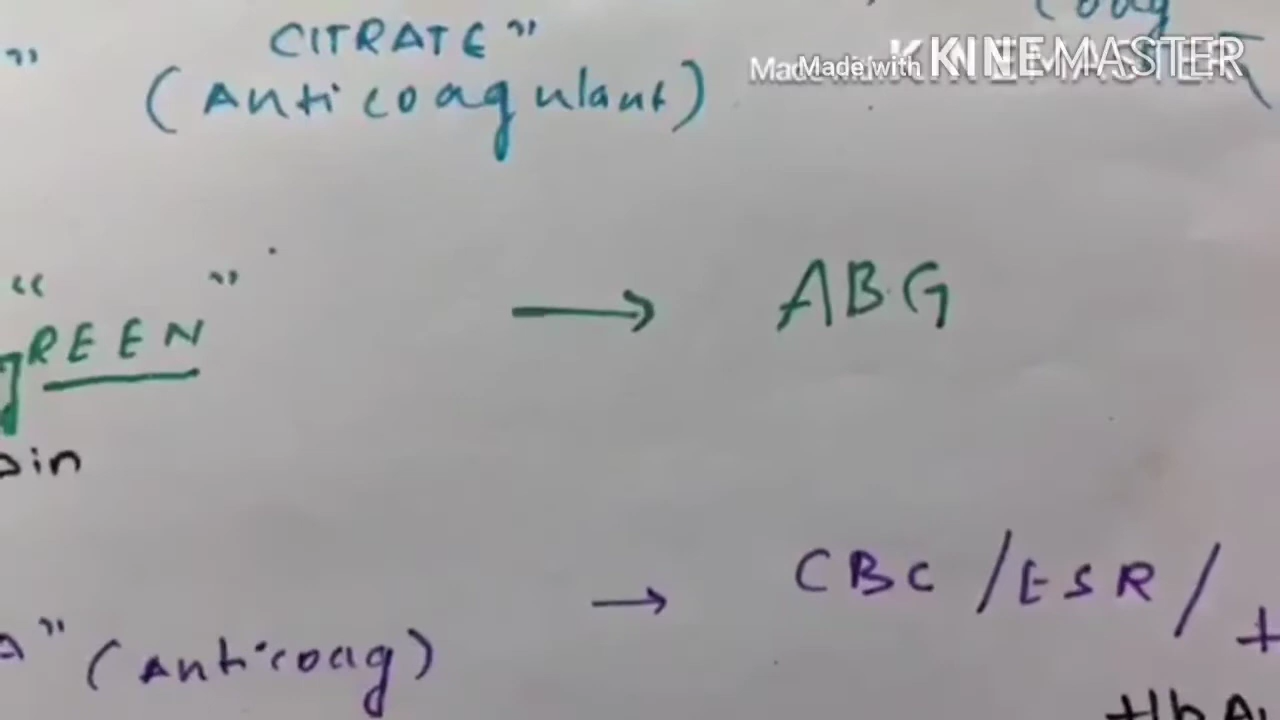 CITRATE"
(Anticoagulant)
Made with KINEMASTER
"GREEN" → ABG
A" (anticoag) → CBC / ESR /